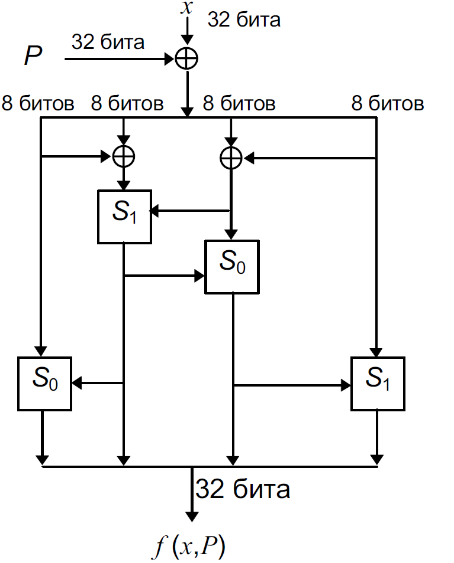 x
32 бита
P 32 бита
8 битов 8 битов 8 битов 8 битов
S1
S0
S0 S1
32 бита
f (x,P)